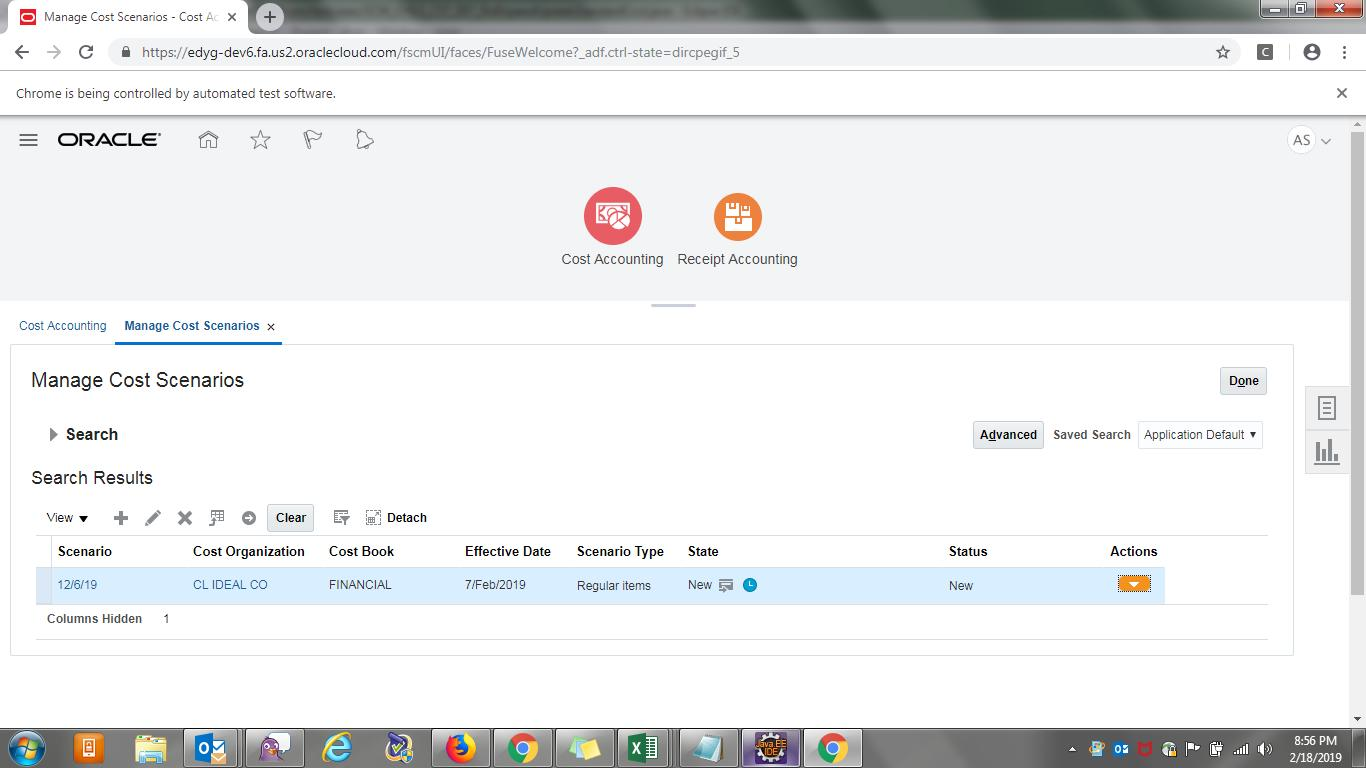 Manage Cost Scenarios - Cost Ac
https://edyg-dev6.fa.us2.oraclecloud.com/fscmUI/faces/FuseWelcome?_adf.ctrl-state=dircpegif_5
C
Chrome is being controlled by automated test software.
ORACLE
AS
Cost Accounting Receipt Accounting
Cost Accounting Manage Cost Scenarios
Manage Cost Scenarios Done
Search Advanced Saved Search Application Default
Search Results
View Clear Detach
Scenario Cost Organization Cost Book Effective Date Scenario Type State Status Actions
12/6/19 CL IDEAL CO FINANCIAL 7/Feb/2019 Regular items New New
Columns Hidden 1
Java EE
IDE
8:56 PM
2/18/2019